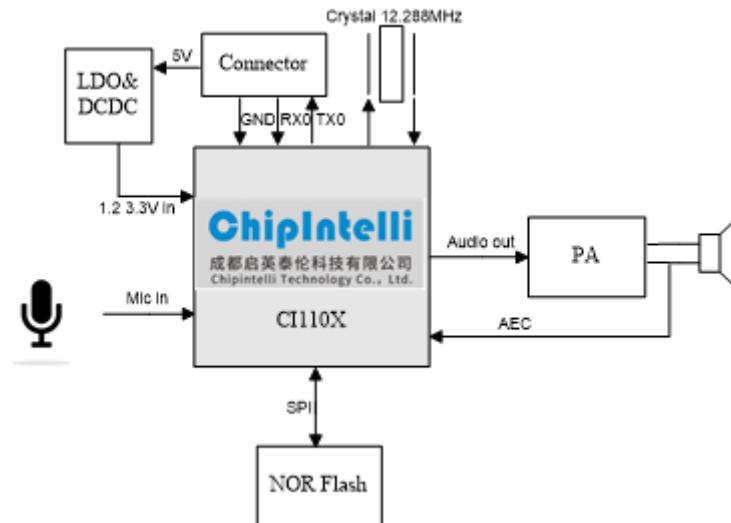 Crystal 12.288MHz
5V
Connector
LDO&
DCDC
GND RX0 TX0
1.2 3.3V In
ChipIntelli
成都启英泰伦科技有限公司
Chipintelli Technology Co., Ltd.
Audio out
PA
Mic In
CI110X
AEC
SPI
NOR Flash